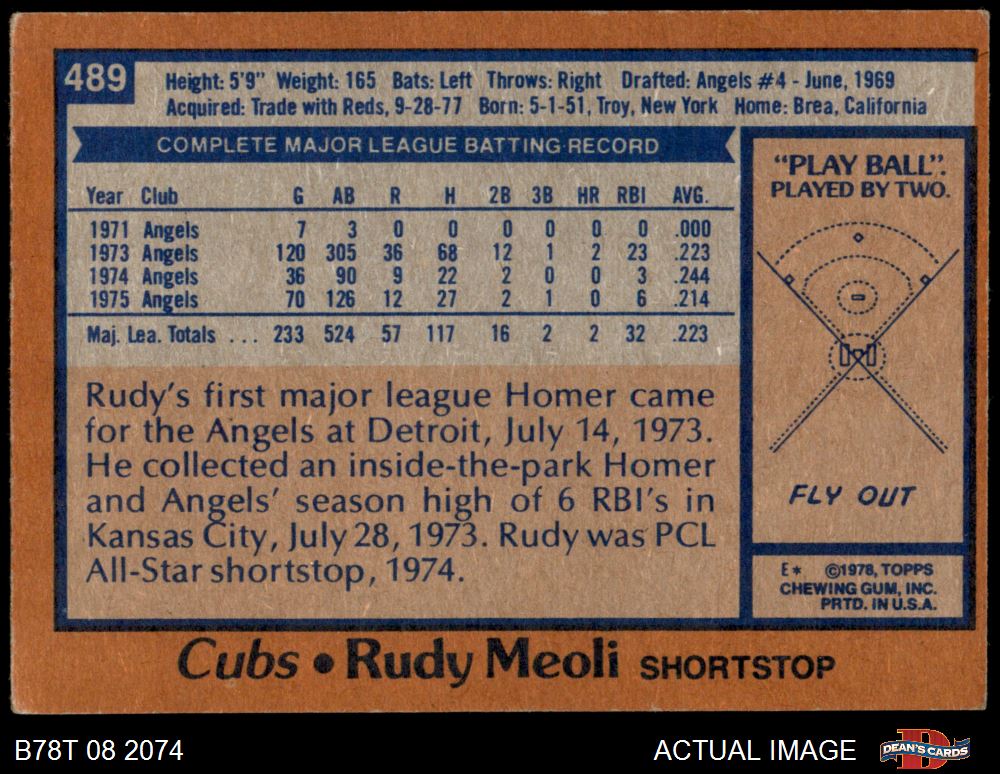 489
Height: 5'9" Weight: 165 Bats: Left Throws: Right Drafted: Angels #4 - June, 1969
Acquired: Trade with Reds, 9-28-77 Born: 5-1-51, Troy, New York Home: Brea, California
COMPLETE MAJOR LEAGUE BATTING RECORD
Year Club G AB R H 2B 3B HR RBI AVG.
1971 Angels 7 3 0 0 0 0 0 0 .000
1973 Angels 120 305 36 68 12 1 2 23 .223
1974 Angels 36 90 9 22 2 0 0 3 .244
1975 Angels 70 126 12 27 2 1 0 6 .214
Maj. Lea. Totals ... 233 524 57 117 16 2 2 32 .223
Rudy's first major league Homer came
for the Angels at Detroit, July 14, 1973.
He collected an inside-the-park Homer
and Angels' season high of 6 RBI's in
Kansas City, July 28, 1973. Rudy was PCL
All-Star shortstop, 1974.
"PLAY BALL".
PLAYED BY TWO.
FLY OUT
E* ©1978, TOPPS
CHEWING GUM, INC.
PRTD. IN U.S.A.
Cubs • Rudy Meoli SHORTSTOP
B78T 08 2074
ACTUAL IMAGE
DEAN'S CARDS